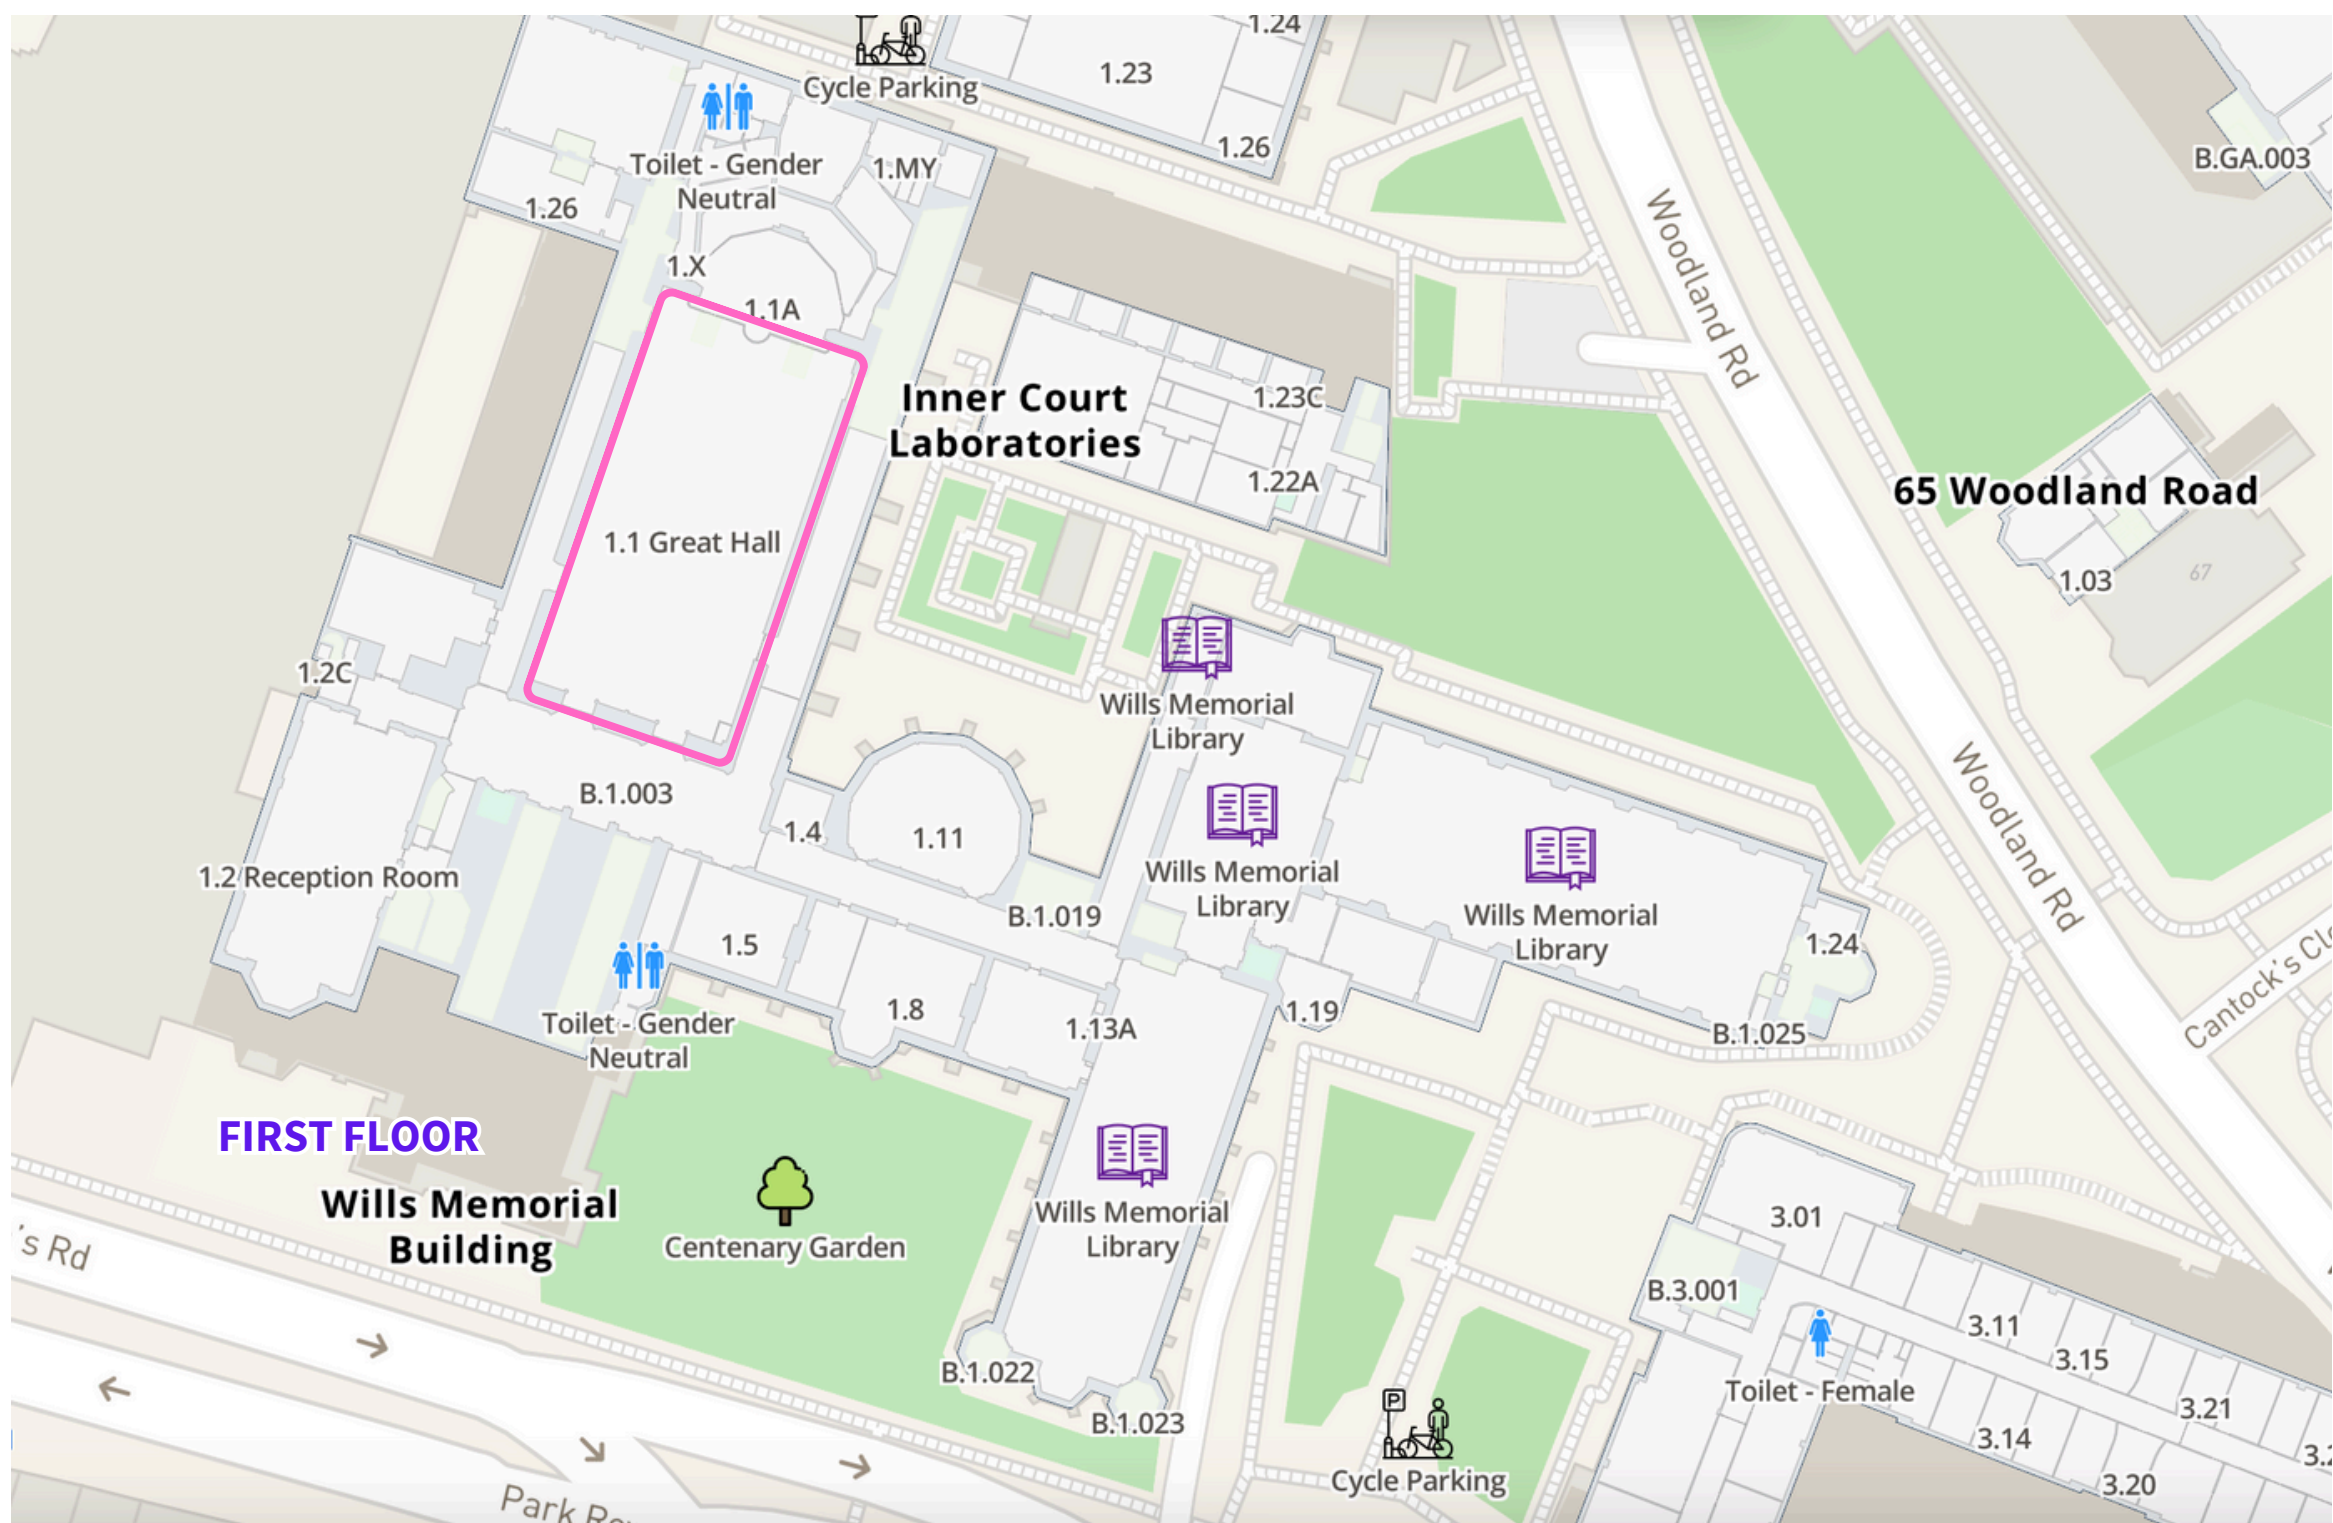 1.24
1.23
Cycle Parking
1.26
B.GA.003
Toilet - Gender
Neutral
1.MY
1.26
1.X
1.1A
Woodland Rd
Inner Court
Laboratories
1.23C
1.22A
65 Woodland Road
1.03
67
1.1 Great Hall
1.2C
Wills Memorial
Library
B.1.003
1.4
1.11
1.2 Reception Room
Wills Memorial
Library
B.1.019
Wills Memorial
Library
Woodland Rd
1.24
1.5
1.8
1.13A
1.19
B.1.025
Toilet - Gender
Neutral
Cantock's Clo
FIRST FLOOR
Wills Memorial
Building
Centenary Garden
Wills Memorial
Library
's Rd
3.01
B.3.001
3.11
3.15
Toilet - Female
3.21
B.1.022
B.1.023
3.14
3.20
P
Cycle Parking
Park